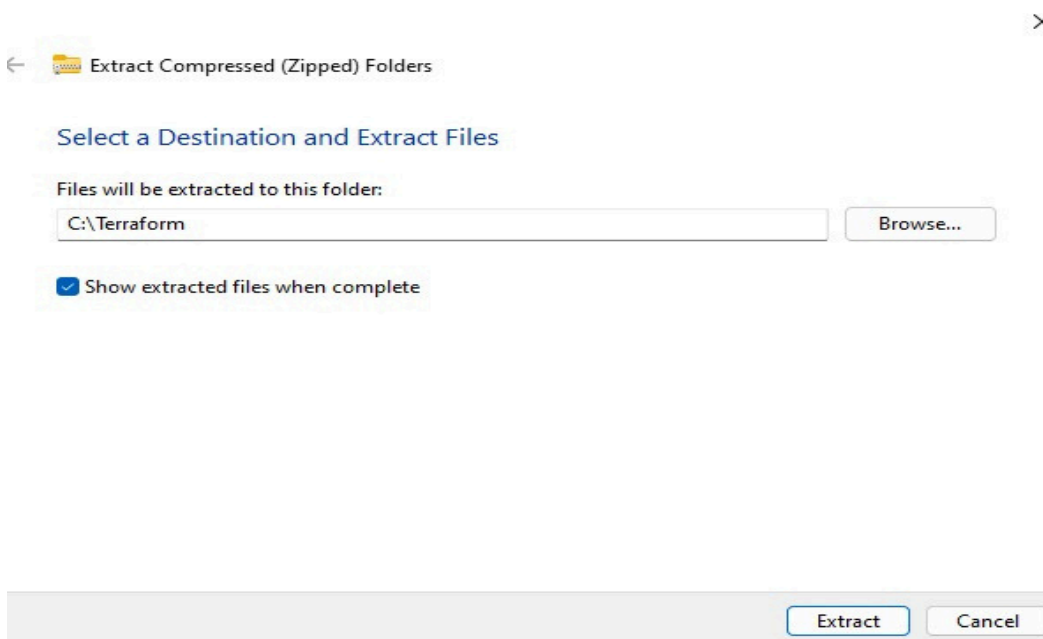 Extract Compressed (Zipped) Folders
Select a Destination and Extract Files
Files will be extracted to this folder:
C:\Terraform
Browse...
Show extracted files when complete
Extract
Cancel